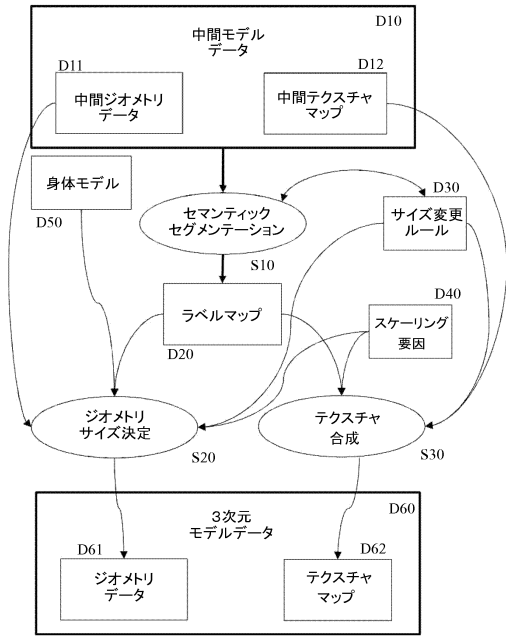 D10
中間モデル
データ
D11
中間ジオメトリ
データ
D12
中間テクスチャ
マップ
身体モデル
D50
セマンティック
セグメンテーション
S10
D30
サイズ変更
ルール
ラベルマップ
D20
D40
スケーリング
要因
ジオメトリ
サイズ決定
S20
テクスチャ
合成
S30
D60
3次元
モデルデータ
D61
ジオメトリ
データ
D62
テクスチャ
マップ